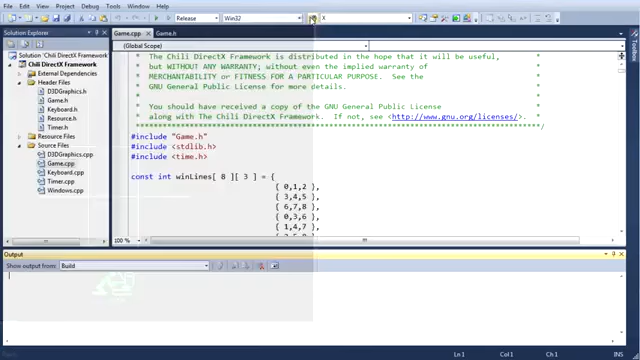 File Edit View Project Build Debug Team Data Tools Window Help
Release Win32 X
Solution Explorer
Game.cpp Game.h
(Global Scope)
Solution 'Chili DirectX Framework'
Chili DirectX Framework
External Dependencies
Header Files
D3DGraphics.h
Game.h
Keyboard.h
Resource.h
Timer.h
Resource Files
Source Files
D3DGraphics.cpp
Game.cpp
Keyboard.cpp
Timer.cpp
Windows.cpp
* The Chili DirectX Framework is distributed in the hope that it will be useful, *
* but WITHOUT ANY WARRANTY; without even the implied warranty of *
* MERCHANTABILITY or FITNESS FOR A PARTICULAR PURPOSE. See the *
* GNU General Public License for more details. *
* *
* You should have received a copy of the GNU General Public License *
* along with The Chili DirectX Framework. If not, see <http://www.gnu.org/licenses/>. *
#include "Game.h"
#include <stdlib.h>
#include <time.h>
const int winLines[ 8 ][ 3 ] = {
{ 0,1,2 },
{ 3,4,5 },
{ 6,7,8 },
{ 0,3,6 },
{ 1,4,7 },
100 %
Toolbox
Output
Show output from: Build
Ready Ln 1 Col 1 Ch 1 INS